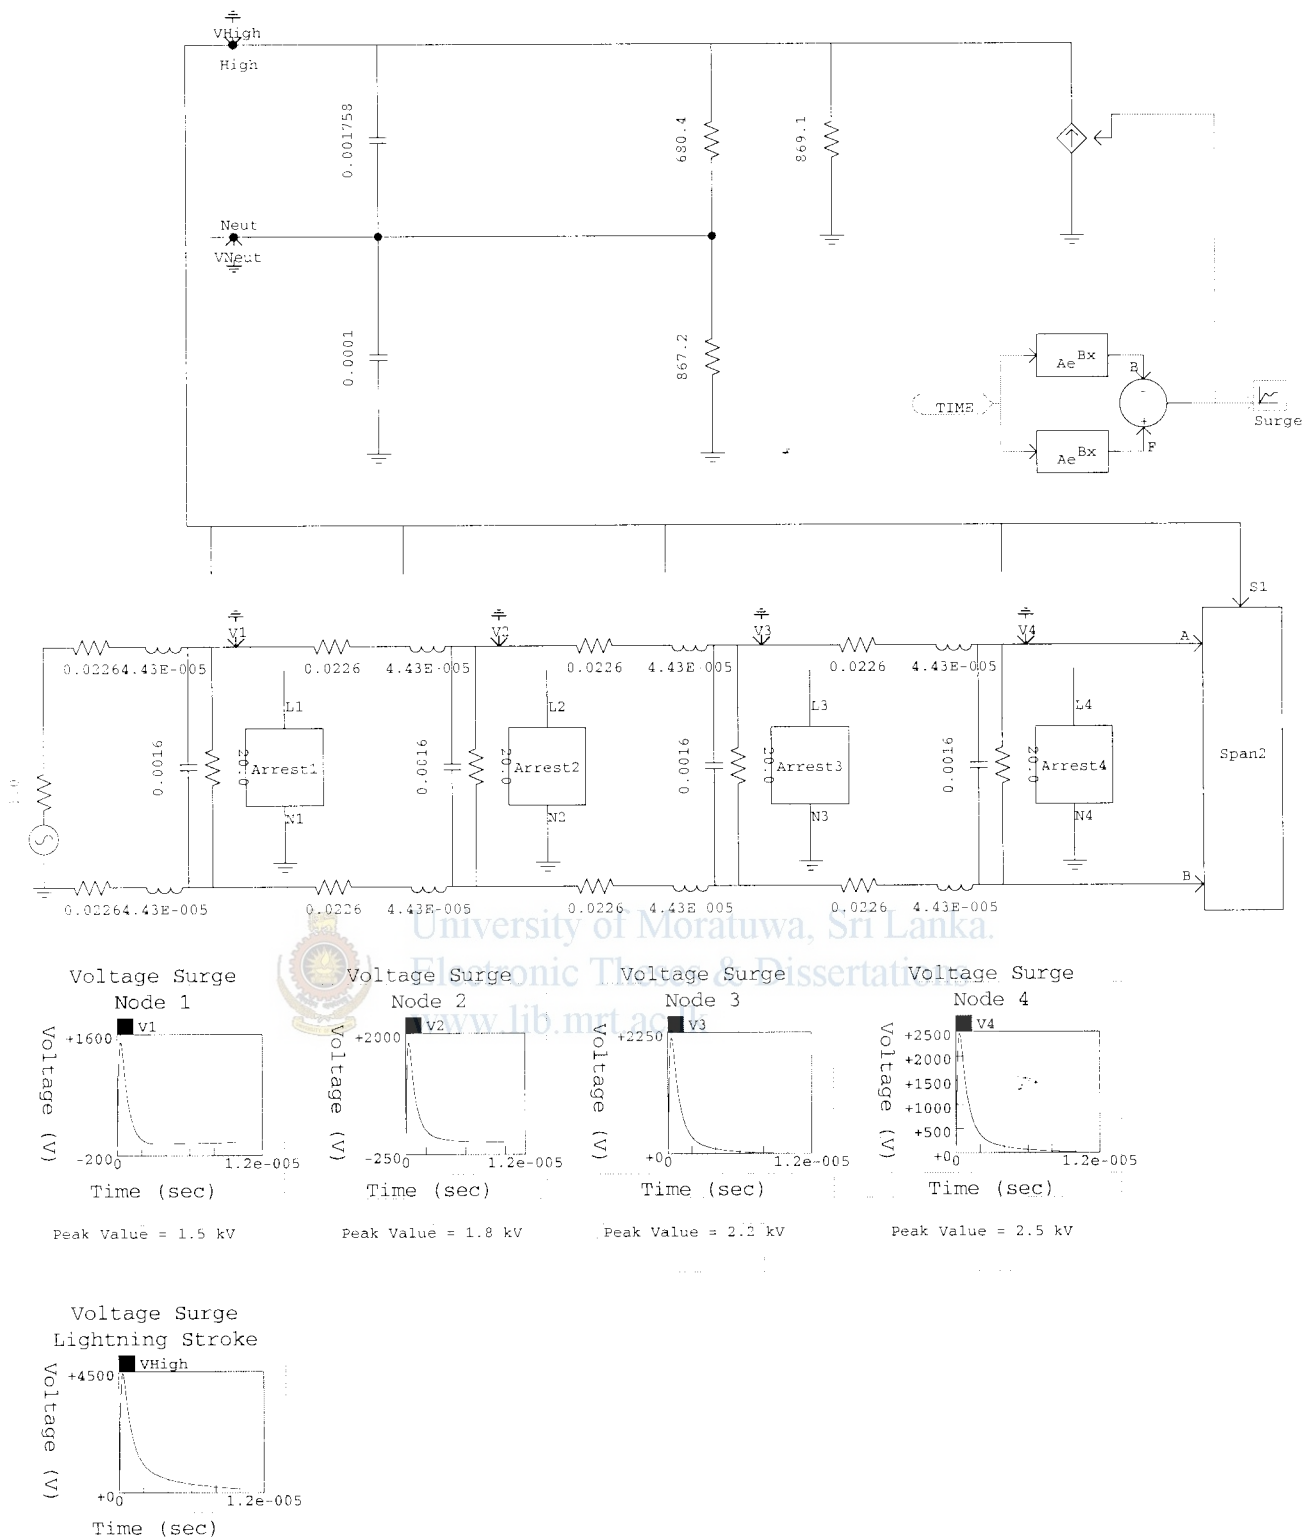 VHigh
High
0.001758
680.4
869.1
Neut
VNeut
0.0001
867.2
TIME
Ae Bx
B
-
+
F
Ae Bx
Surge
S1
V1
V2
V3
V4
A
0.0226 4.43E-005
0.0226 4.43E-005
0.0226 4.43E-005
0.0226 4.43E-005
L1
L2
L3
L4
0.0016
20.0
Arrest1
0.0016
20.0
Arrest2
0.0016
20.0
Arrest3
0.0016
20.0
Arrest4
Span2
N1
N2
N3
N4
B
0.0226 4.43E-005
0.0226 4.43E-005
0.0226 4.43E-005
0.0226 4.43E-005
University of Moratuwa, Sri Lanka.
Electronic Theses & Dissertations
www.lib.mrt.ac.lk
Voltage Surge
Node 1
V1
Voltage (V)
+1600
-200
0
1.2e-005
Time (sec)
Peak Value = 1.5 kV
Voltage Surge
Node 2
V2
Voltage (V)
+2000
-250
0
1.2e-005
Time (sec)
Peak Value = 1.8 kV
Voltage Surge
Node 3
V3
Voltage (V)
+2250
+0
0
1.2e-005
Time (sec)
Peak Value = 2.2 kV
Voltage Surge
Node 4
V4
Voltage (V)
+2500
+2000
+1500
+1000
+500
+0
0
1.2e-005
Time (sec)
Peak Value = 2.5 kV
Voltage Surge
Lightning Stroke
VHigh
Voltage (V)
+4500
+0
0
1.2e-005
Time (sec)